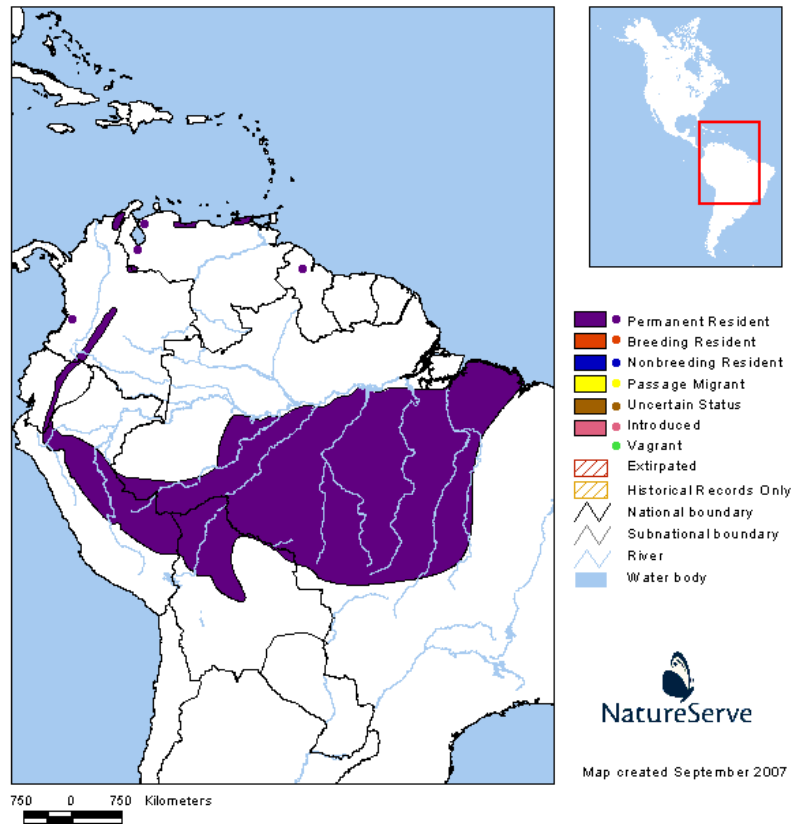 Permanent Resident
Breeding Resident
Nonbreeding Resident
Passage Migrant
Uncertain Status
Introduced
Vagrant
Extirpated
Historical Records Only
National boundary
Subnational boundary
River
Water body
NatureServe
Map created September 2007
750 0 750 Kilometers